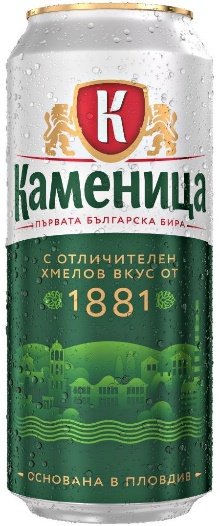 К
Каменица
ПЪРВАТА БЪЛГАРСКА БИРА
С ОТЛИЧИТЕЛЕН
ХМЕЛОВ ВКУС ОТ
1881
ОСНОВАНА В ПЛОВДИВ